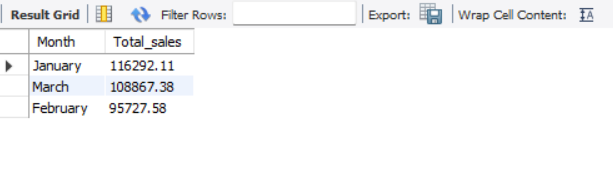 Result Grid Filter Rows: Export: Wrap Cell Content: IA
Month Total_sales
January 116292.11
March 108867.38
February 95727.58